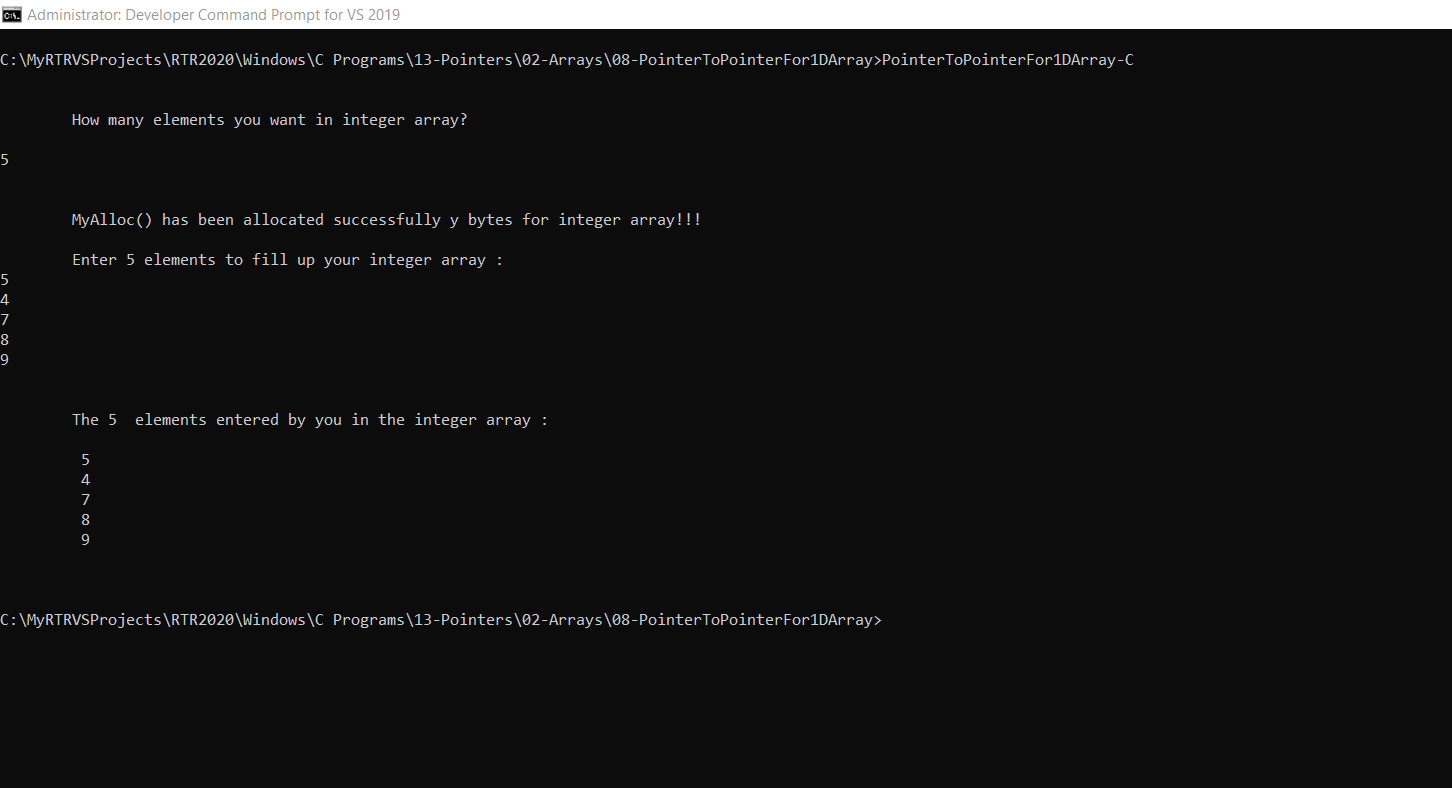 Administrator: Developer Command Prompt for VS 2019
C:\MyRTRVSProjects\RTR2020\Windows\C Programs\13-Pointers\02-Arrays\08-PointerToPointerFor1DArray>PointerToPointerFor1DArray-C
How many elements you want in integer array?
5
MyAlloc() has been allocated successfully y bytes for integer array!!!
Enter 5 elements to fill up your integer array :
5
4
7
8
9
The 5  elements entered by you in the integer array :
5
4
7
8
9
C:\MyRTRVSProjects\RTR2020\Windows\C Programs\13-Pointers\02-Arrays\08-PointerToPointerFor1DArray>